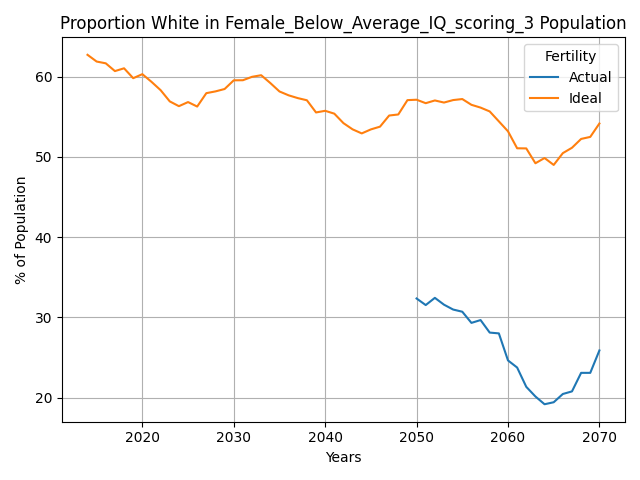 Proportion White in Female_Below_Average_IQ_scoring_3 Population
Fertility
Actual
Ideal
% of Population
60
50
40
30
20
2020
2030
2040
2050
2060
2070
Years